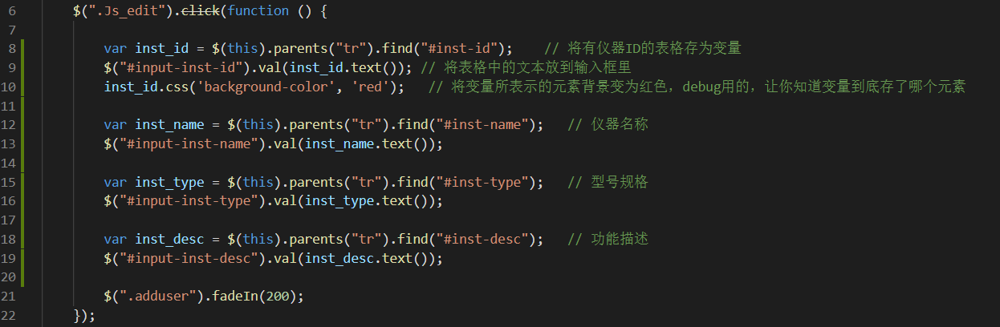 6 $(".Js_edit").click(function () {
7
8 var inst_id = $(this).parents("tr").find("#inst-id"); // 将有仪器ID的表格存为变量
9 $("#input-inst-id").val(inst_id.text()); // 将表格中的文本放到输入框里
10 inst_id.css('background-color', 'red'); // 将变量所表示的元素背景变为红色，debug用的，让你知道变量到底存了哪个元素
11
12 var inst_name = $(this).parents("tr").find("#inst-name"); // 仪器名称
13 $("#input-inst-name").val(inst_name.text());
14
15 var inst_type = $(this).parents("tr").find("#inst-type"); // 型号规格
16 $("#input-inst-type").val(inst_type.text());
17
18 var inst_desc = $(this).parents("tr").find("#inst-desc"); // 功能描述
19 $("#input-inst-desc").val(inst_desc.text());
20
21 $(".adduser").fadeIn(200);
22 });